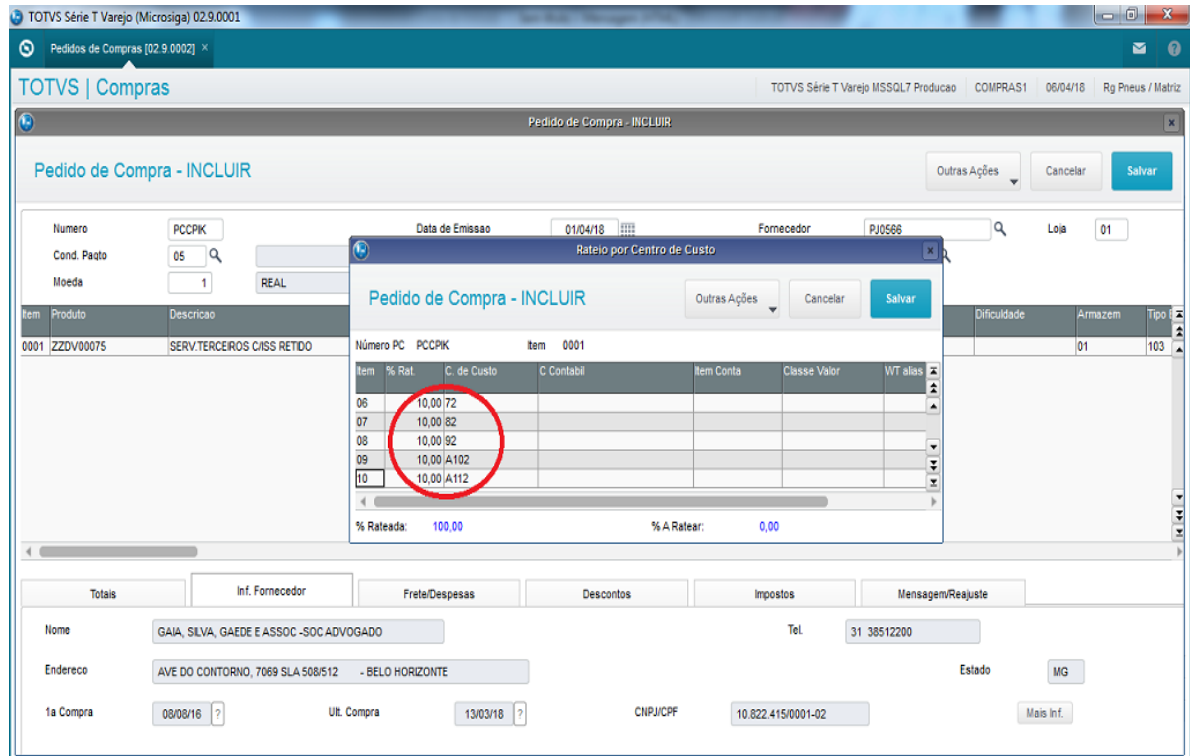 TOTVS Série T Varejo (Microsiga) 02.9.0001
Pedidos de Compras [02.9.0002] ×
TOTVS | Compras
TOTVS Série T Varejo MSSQL7 Producao COMPRAS1 06/04/18 Rg Pneus / Matriz
Pedido de Compra - INCLUIR
Pedido de Compra - INCLUIR
Outras Ações Cancelar Salvar
Numero PCCPIK Data de Emissao 01/04/18 Fornecedor PJ0566 Loja 01
Cond. Pagto 05
Moeda 1 REAL
Item Produto Descricao Dificuldade Armazem Tipo
0001 ZZDV00075 SERV.TERCEIROS C/ISS RETIDO 01 103
Rateio por Centro de Custo
Pedido de Compra - INCLUIR
Outras Ações Cancelar Salvar
Número PC PCCPIK Item 0001
Item % Rat. C. de Custo C Contabil Item Conta Classe Valor WT alias
06 10,00 72
07 10,00 82
08 10,00 92
09 10,00 A102
10 10,00 A112
% Rateada: 100,00 % A Ratear: 0,00
Totais Inf. Fornecedor Frete/Despesas Descontos Impostos Mensagem/Reajuste
Nome GAIA, SILVA, GAEDE E ASSOC -SOC ADVOGADO Tel. 31 38512200
Endereco AVE DO CONTORNO, 7069 SLA 508/512 - BELO HORIZONTE Estado MG
1a Compra 08/08/16 ? Ult. Compra 13/03/18 ? CNPJ/CPF 10.822.415/0001-02 Mais Inf.